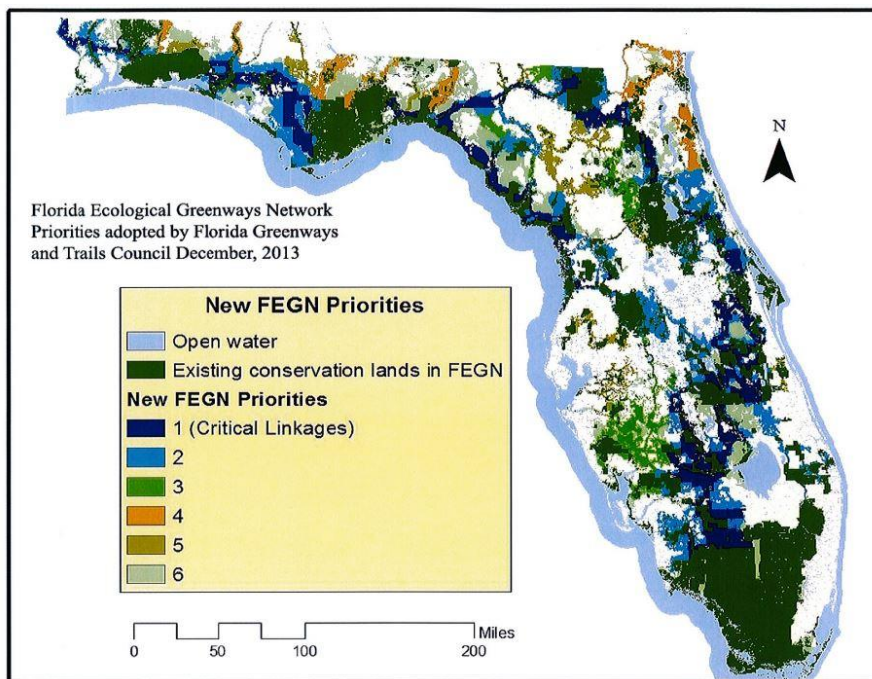 N
Florida Ecological Greenways Network
Priorities adopted by Florida Greenways
and Trails Council December, 2013
New FEGN Priorities
Open water
Existing conservation lands in FEGN
New FEGN Priorities
1 (Critical Linkages)
2
3
4
5
6
Miles
0 50 100 200